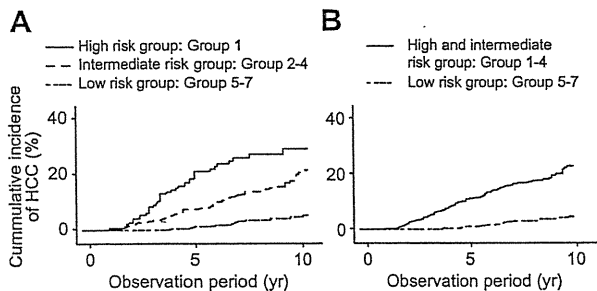 A
High risk group: Group 1
Intermediate risk group: Group 2-4
Low risk group: Group 5-7
Cummulative incidence
of HCC (%)
40
20
0
0
5
10
Observation period (yr)
B
High and intermediate
risk group: Group 1-4
Low risk group: Group 5-7
40
20
0
0
5
10
Observation period (yr)